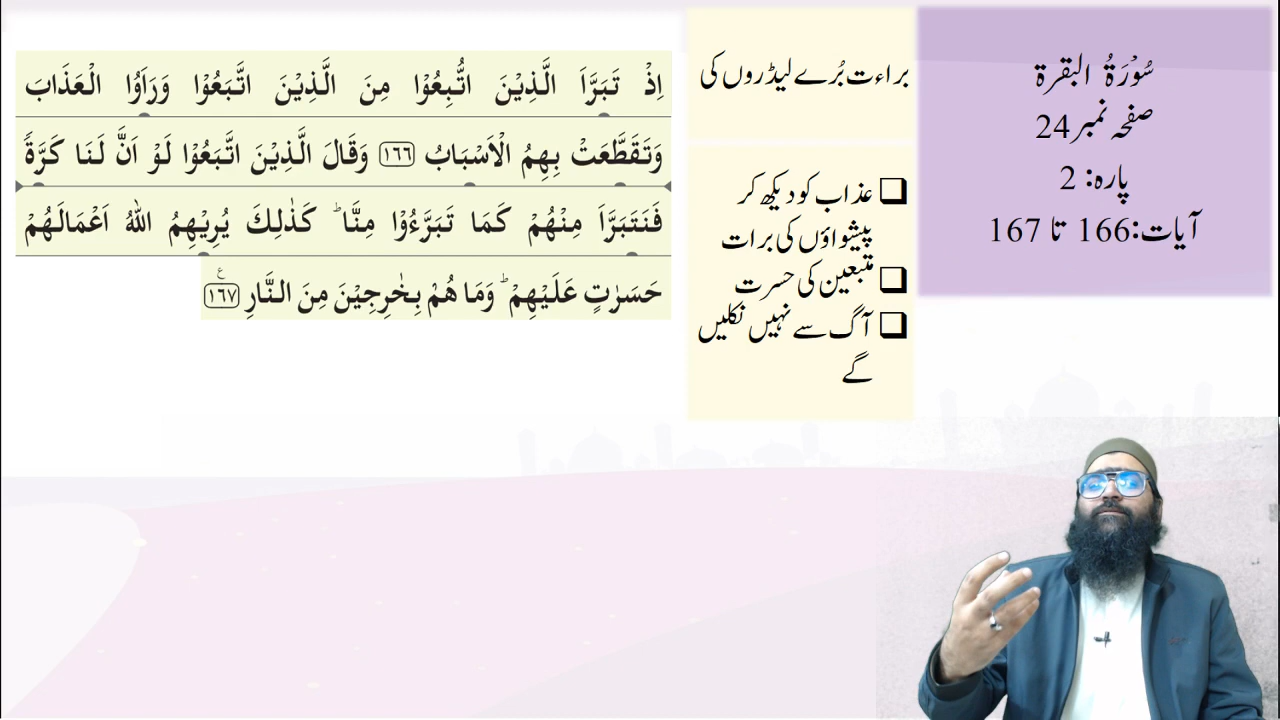 سُوْرَةُ البقرة
صفحہ نمبر24
پارہ: 2
آیات:166 تا 167
براءت بُرے لیڈروں کی
❑ عذاب کو دیکھ کر
پیشواؤں کی برات
❑ متبعین کی حسرت
❑ آگ سے نہیں نکلیں
گے
اِذْ تَبَرَّاَ الَّذِيْنَ اتُّبِعُوْا مِنَ الَّذِيْنَ اتَّبَعُوْا وَرَاَوُا الْعَذَابَ
وَتَقَطَّعَتْ بِهِمُ الْاَسْبَابُ ١٦٦ وَقَالَ الَّذِيْنَ اتَّبَعُوْا لَوْ اَنَّ لَنَا كَرَّةً
فَنَتَبَرَّاَ مِنْهُمْ كَمَا تَبَرَّءُوْا مِنَّا ؕ كَذٰلِكَ يُرِيْهِمُ اللّٰهُ اَعْمَالَهُمْ
حَسَرٰتٍ عَلَيْهِمْ ؕ وَمَا هُمْ بِخٰرِجِيْنَ مِنَ النَّارِ ١٦٧ ع